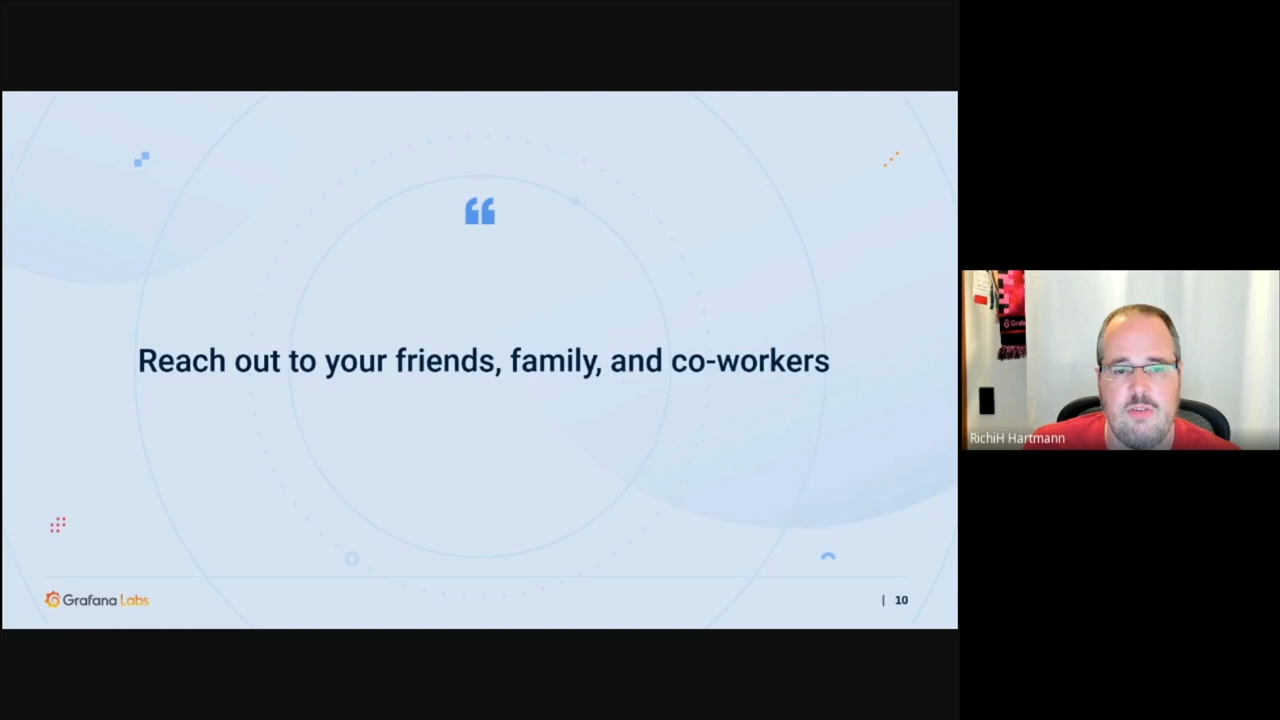 Reach out to your friends, family, and co-workers
Grafana Labs
| 10
RichiH Hartmann